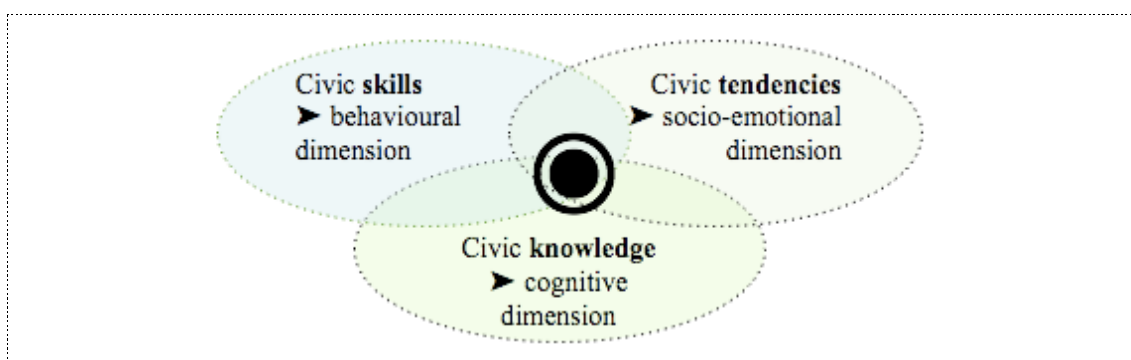 Civic skills
➤ behavioural
dimension
Civic tendencies
➤ socio-emotional
dimension
Civic knowledge
➤ cognitive
dimension